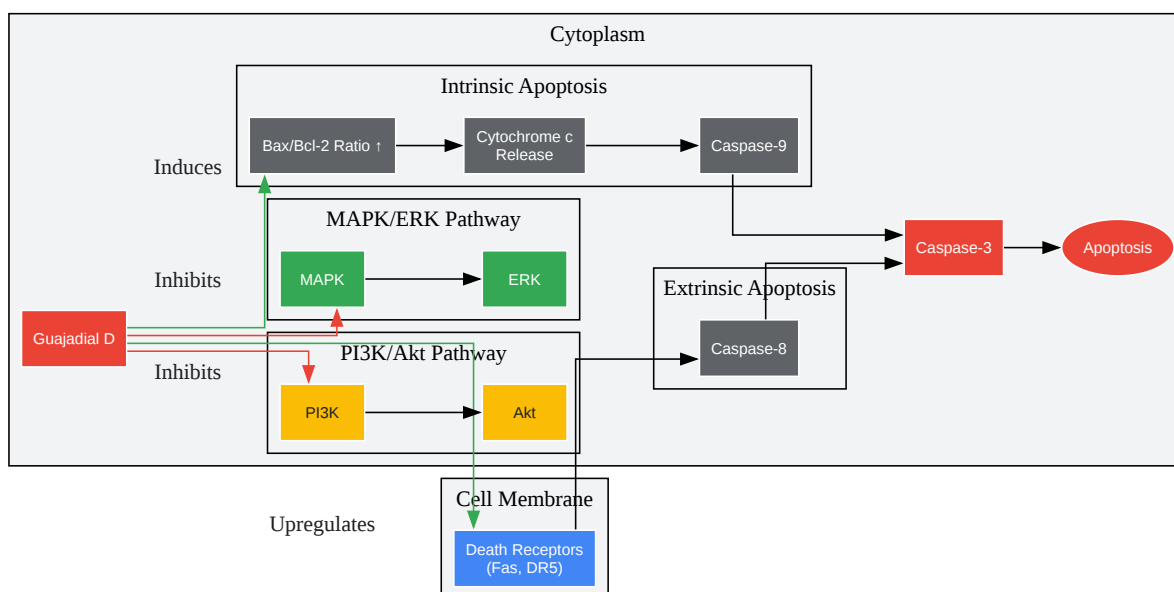 Cytoplasm
Intrinsic Apoptosis
Bax/Bcl-2 Ratio ↑
Cytochrome c
Release
Caspase-9
Induces
MAPK/ERK Pathway
MAPK
ERK
Inhibits
Caspase-3
Apoptosis
Extrinsic Apoptosis
Caspase-8
Guajadial D
PI3K/Akt Pathway
Inhibits
PI3K
Akt
Cell Membrane
Upregulates
Death Receptors
(Fas, DR5)